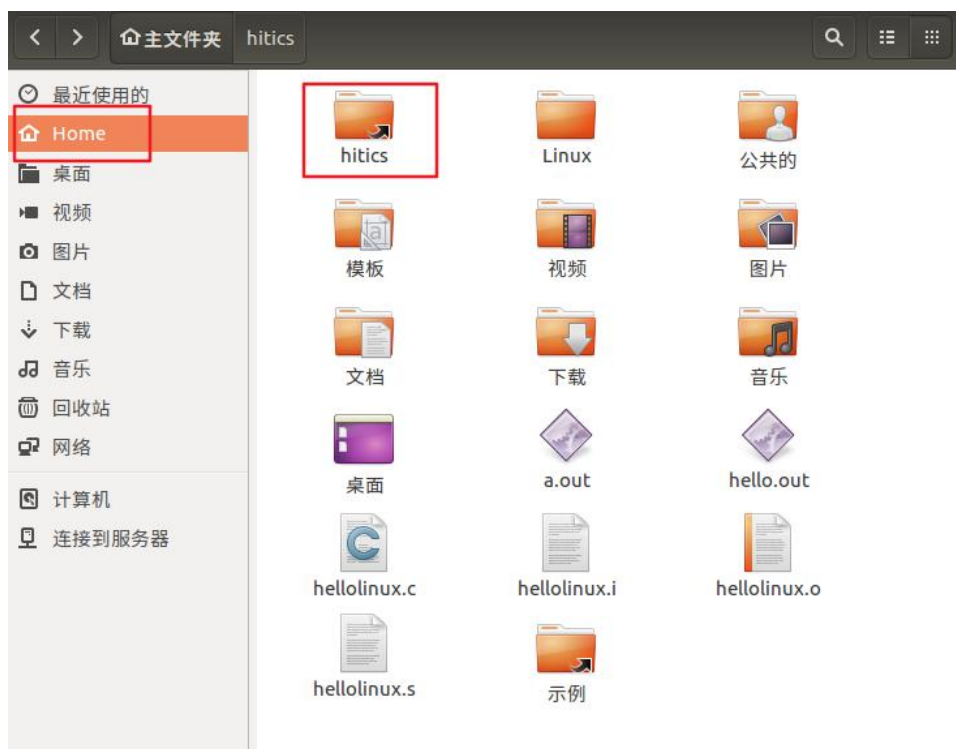 主文件夹 hitics
最近使用的
Home
桌面
视频
图片
文档
下载
音乐
回收站
网络
计算机
连接到服务器
hitics Linux 公共的
模板 视频 图片
文档 下载 音乐
桌面 a.out hello.out
hellolinux.c hellolinux.i hellolinux.o
hellolinux.s 示例